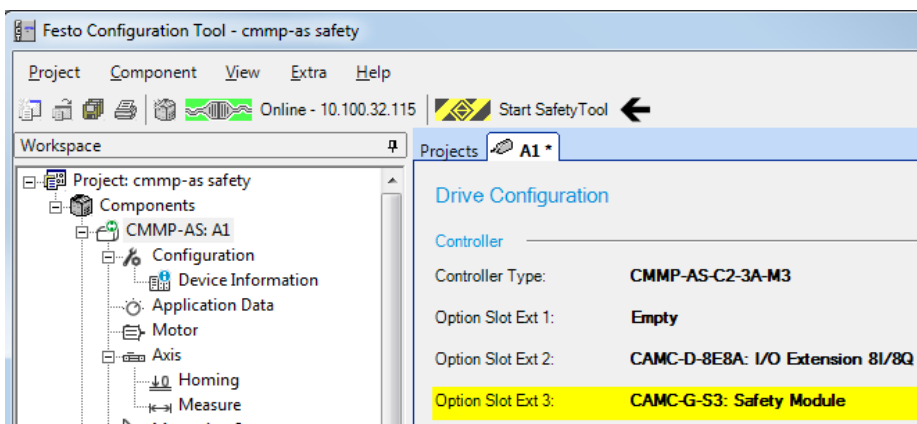 Festo Configuration Tool - cmmp-as safety
Project Component View Extra Help
Online - 10.100.32.115 Start SafetyTool
Workspace
Projects A1 *
Project: cmmp-as safety
Components
CMMP-AS: A1
Configuration
Device Information
Application Data
Motor
Axis
Homing
Measure
Drive Configuration
Controller
Controller Type: CMMP-AS-C2-3A-M3
Option Slot Ext 1: Empty
Option Slot Ext 2: CAMC-D-8E8A: I/O Extension 8I/8Q
Option Slot Ext 3: CAMC-G-S3: Safety Module